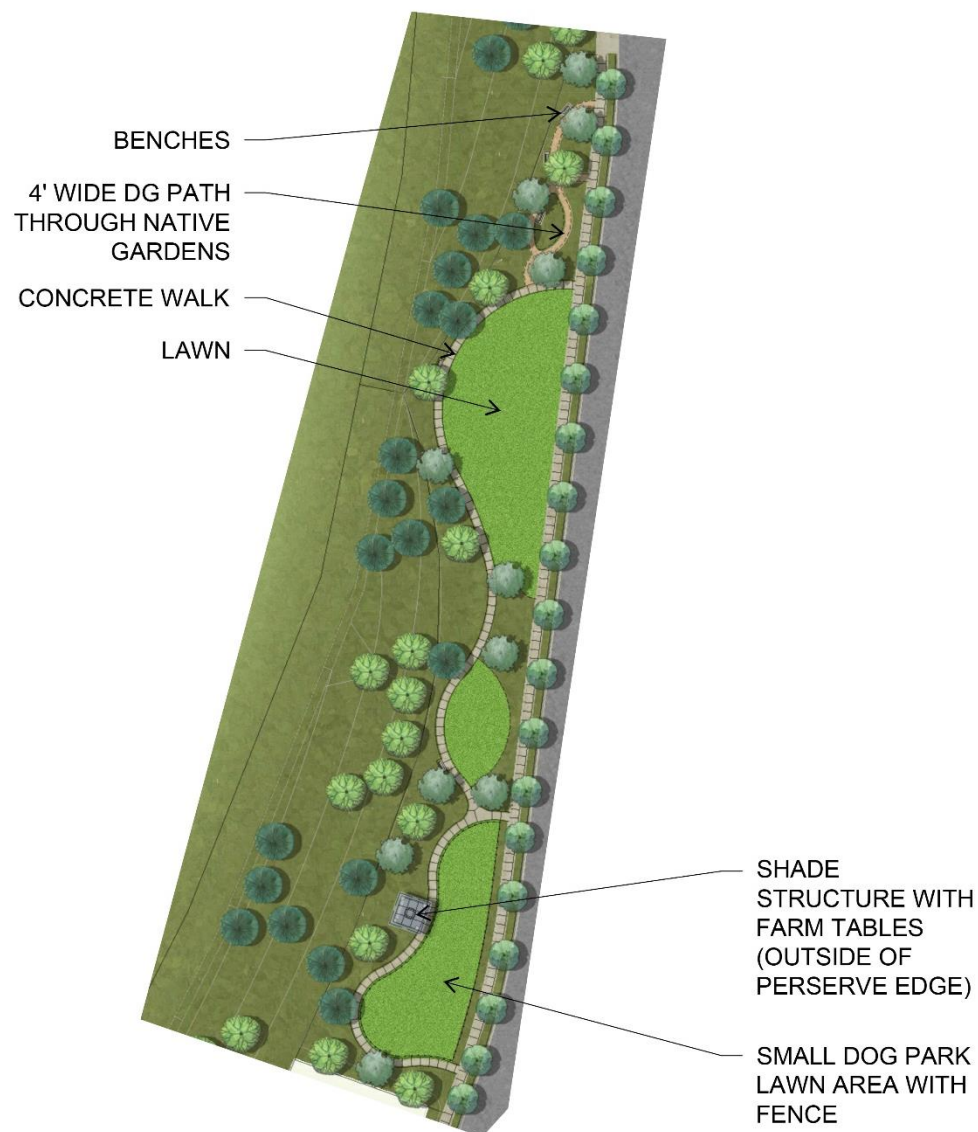 BENCHES
4' WIDE DG PATH
THROUGH NATIVE
GARDENS
CONCRETE WALK
LAWN
SHADE
STRUCTURE WITH
FARM TABLES
(OUTSIDE OF
PERSERVE EDGE)
SMALL DOG PARK
LAWN AREA WITH
FENCE